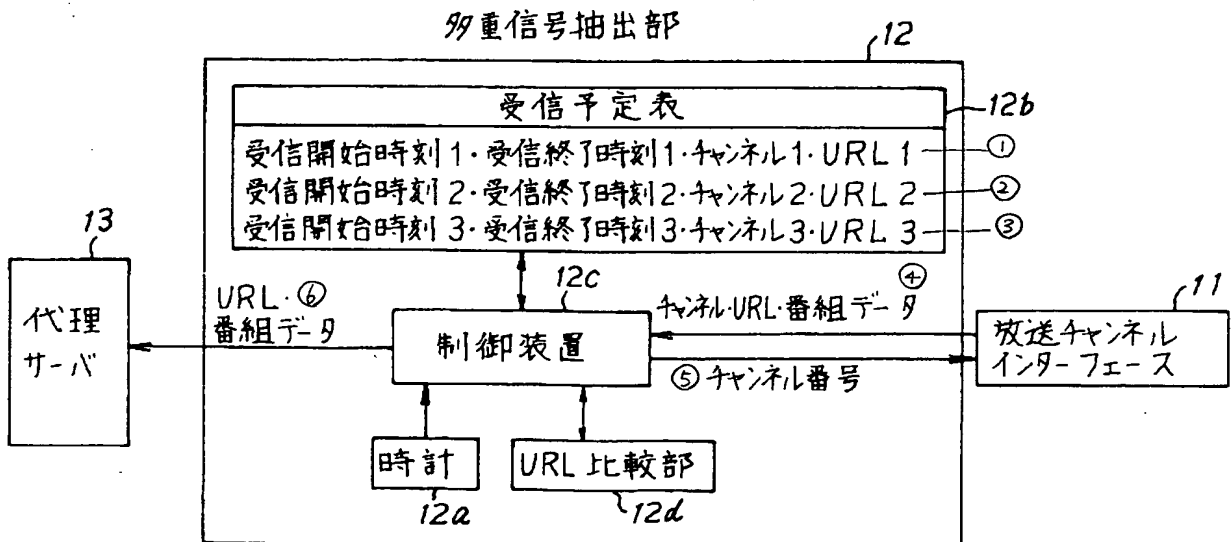 多重信号抽出部
12
受信予定表
12b
受信開始時刻1・受信終了時刻1・チャンネル1・URL1
①
受信開始時刻2・受信終了時刻2・チャンネル2・URL2
②
受信開始時刻3・受信終了時刻3・チャンネル3・URL3
③
13
代理
サーバ
URL・⑥
番組データ
12c
制御装置
④
チャンネル・URL・番組データ
⑤チャンネル番号
11
放送チャンネル
インターフェース
時計
12a
URL比較部
12d